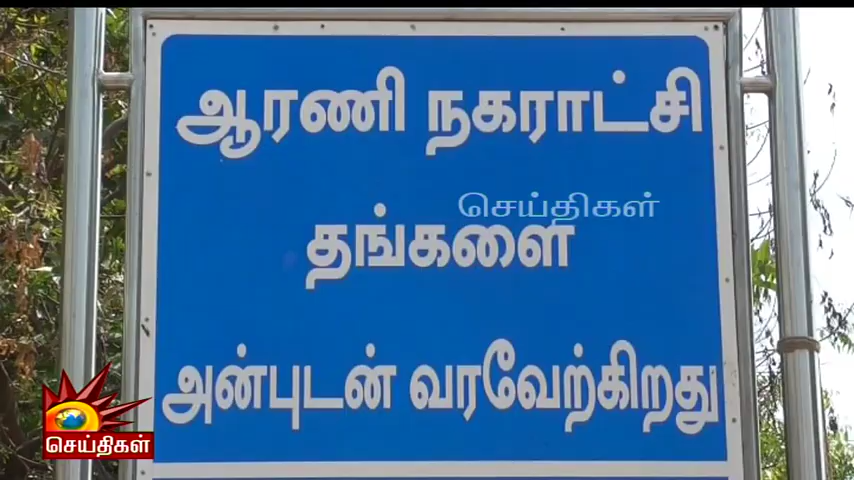 ஆரணி நகராட்சி
செய்திகள்
தங்களை
அன்புடன் வரவேற்கிறது
செய்திகள்